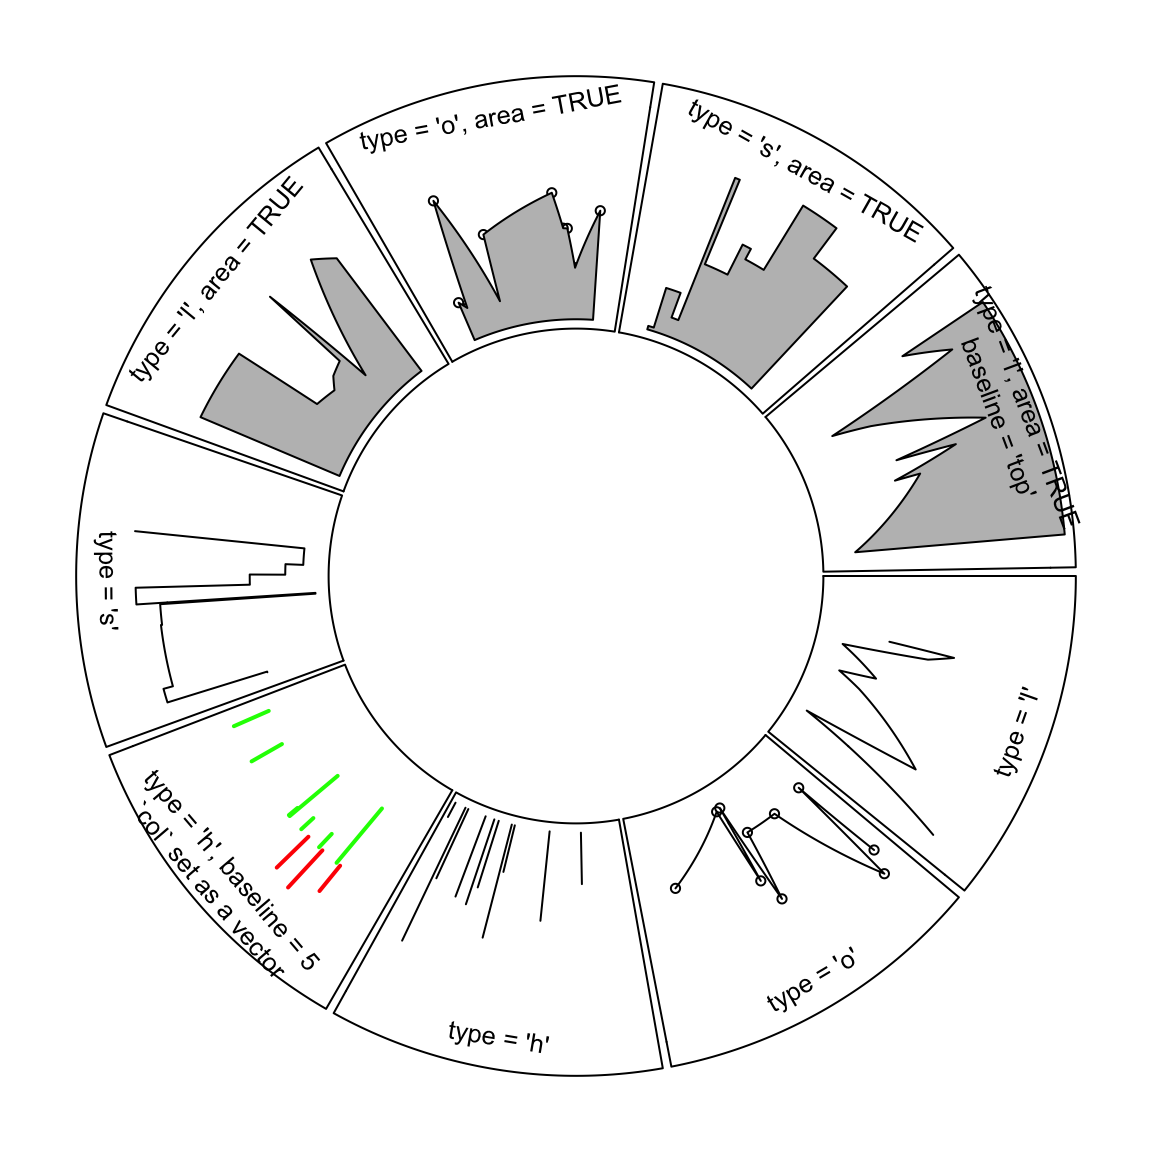 type = 'l'
type = 'o'
type = 'h'
type = 'h', baseline = 5
`col` set as a vector
type = 's'
type = 'l', area = TRUE
type = 'o', area = TRUE
type = 's', area = TRUE
type = 'l', area = TRUE
baseline = 'top'